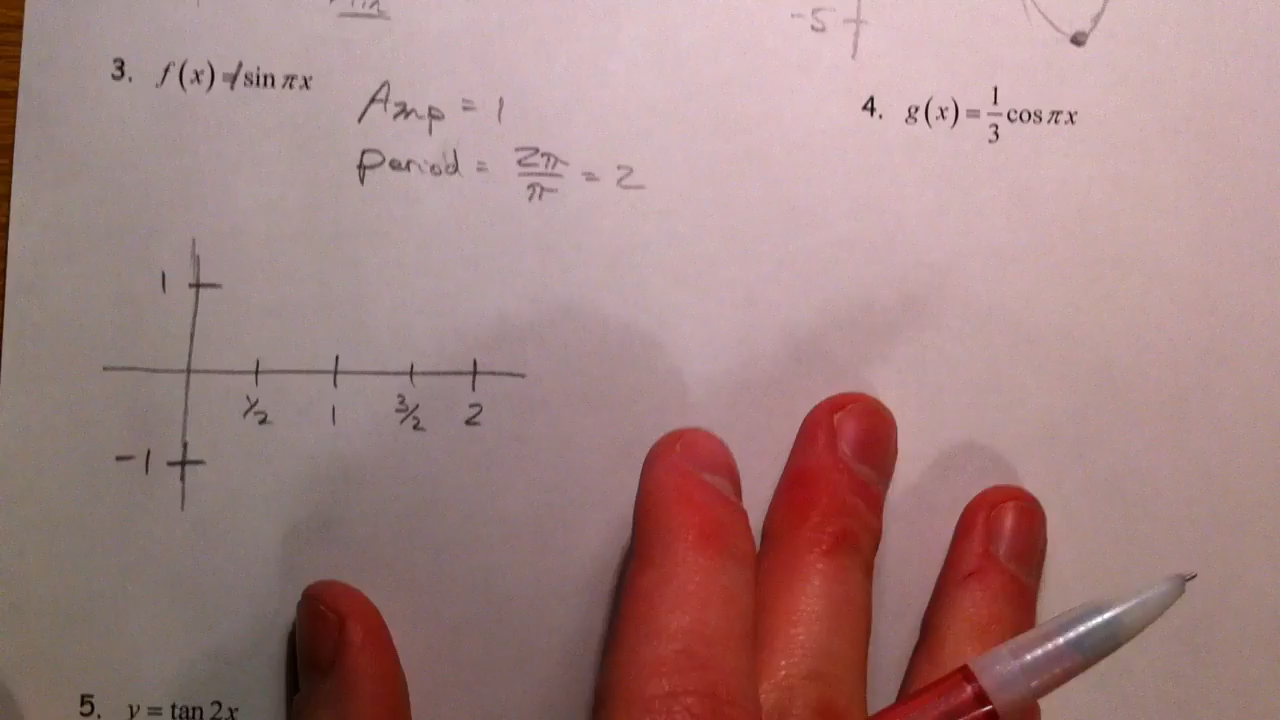 -5
3. f(x)=/sin πx
Amp = 1
Period = 2π/π = 2
4. g(x)=1/3 cos πx
1
1/2 1 3/2 2
-1
5. y = tan 2x